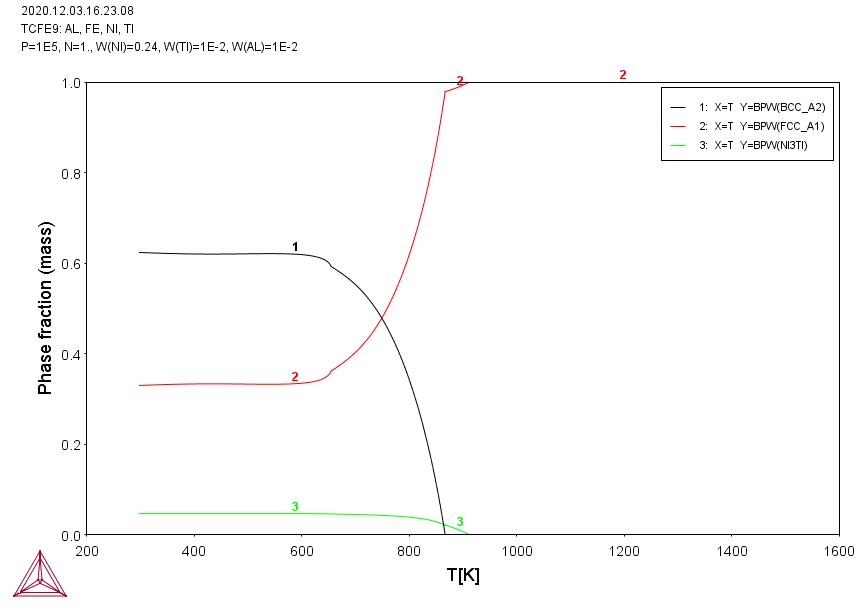 2020.12.03.16.23.08
TCFE9: AL, FE, NI, TI
P=1E5, N=1., W(NI)=0.24, W(TI)=1E-2, W(AL)=1E-2
2
2
1.0
1: X=T Y=BPW(BCC_A2)
2: X=T Y=BPW(FCC_A1)
3: X=T Y=BPW(NI3TI)
0.8
Phase fraction (mass)
1
0.6
2
0.4
0.2
3
3
0.0
200 400 600 800 1000 1200 1400 1600
T[K]